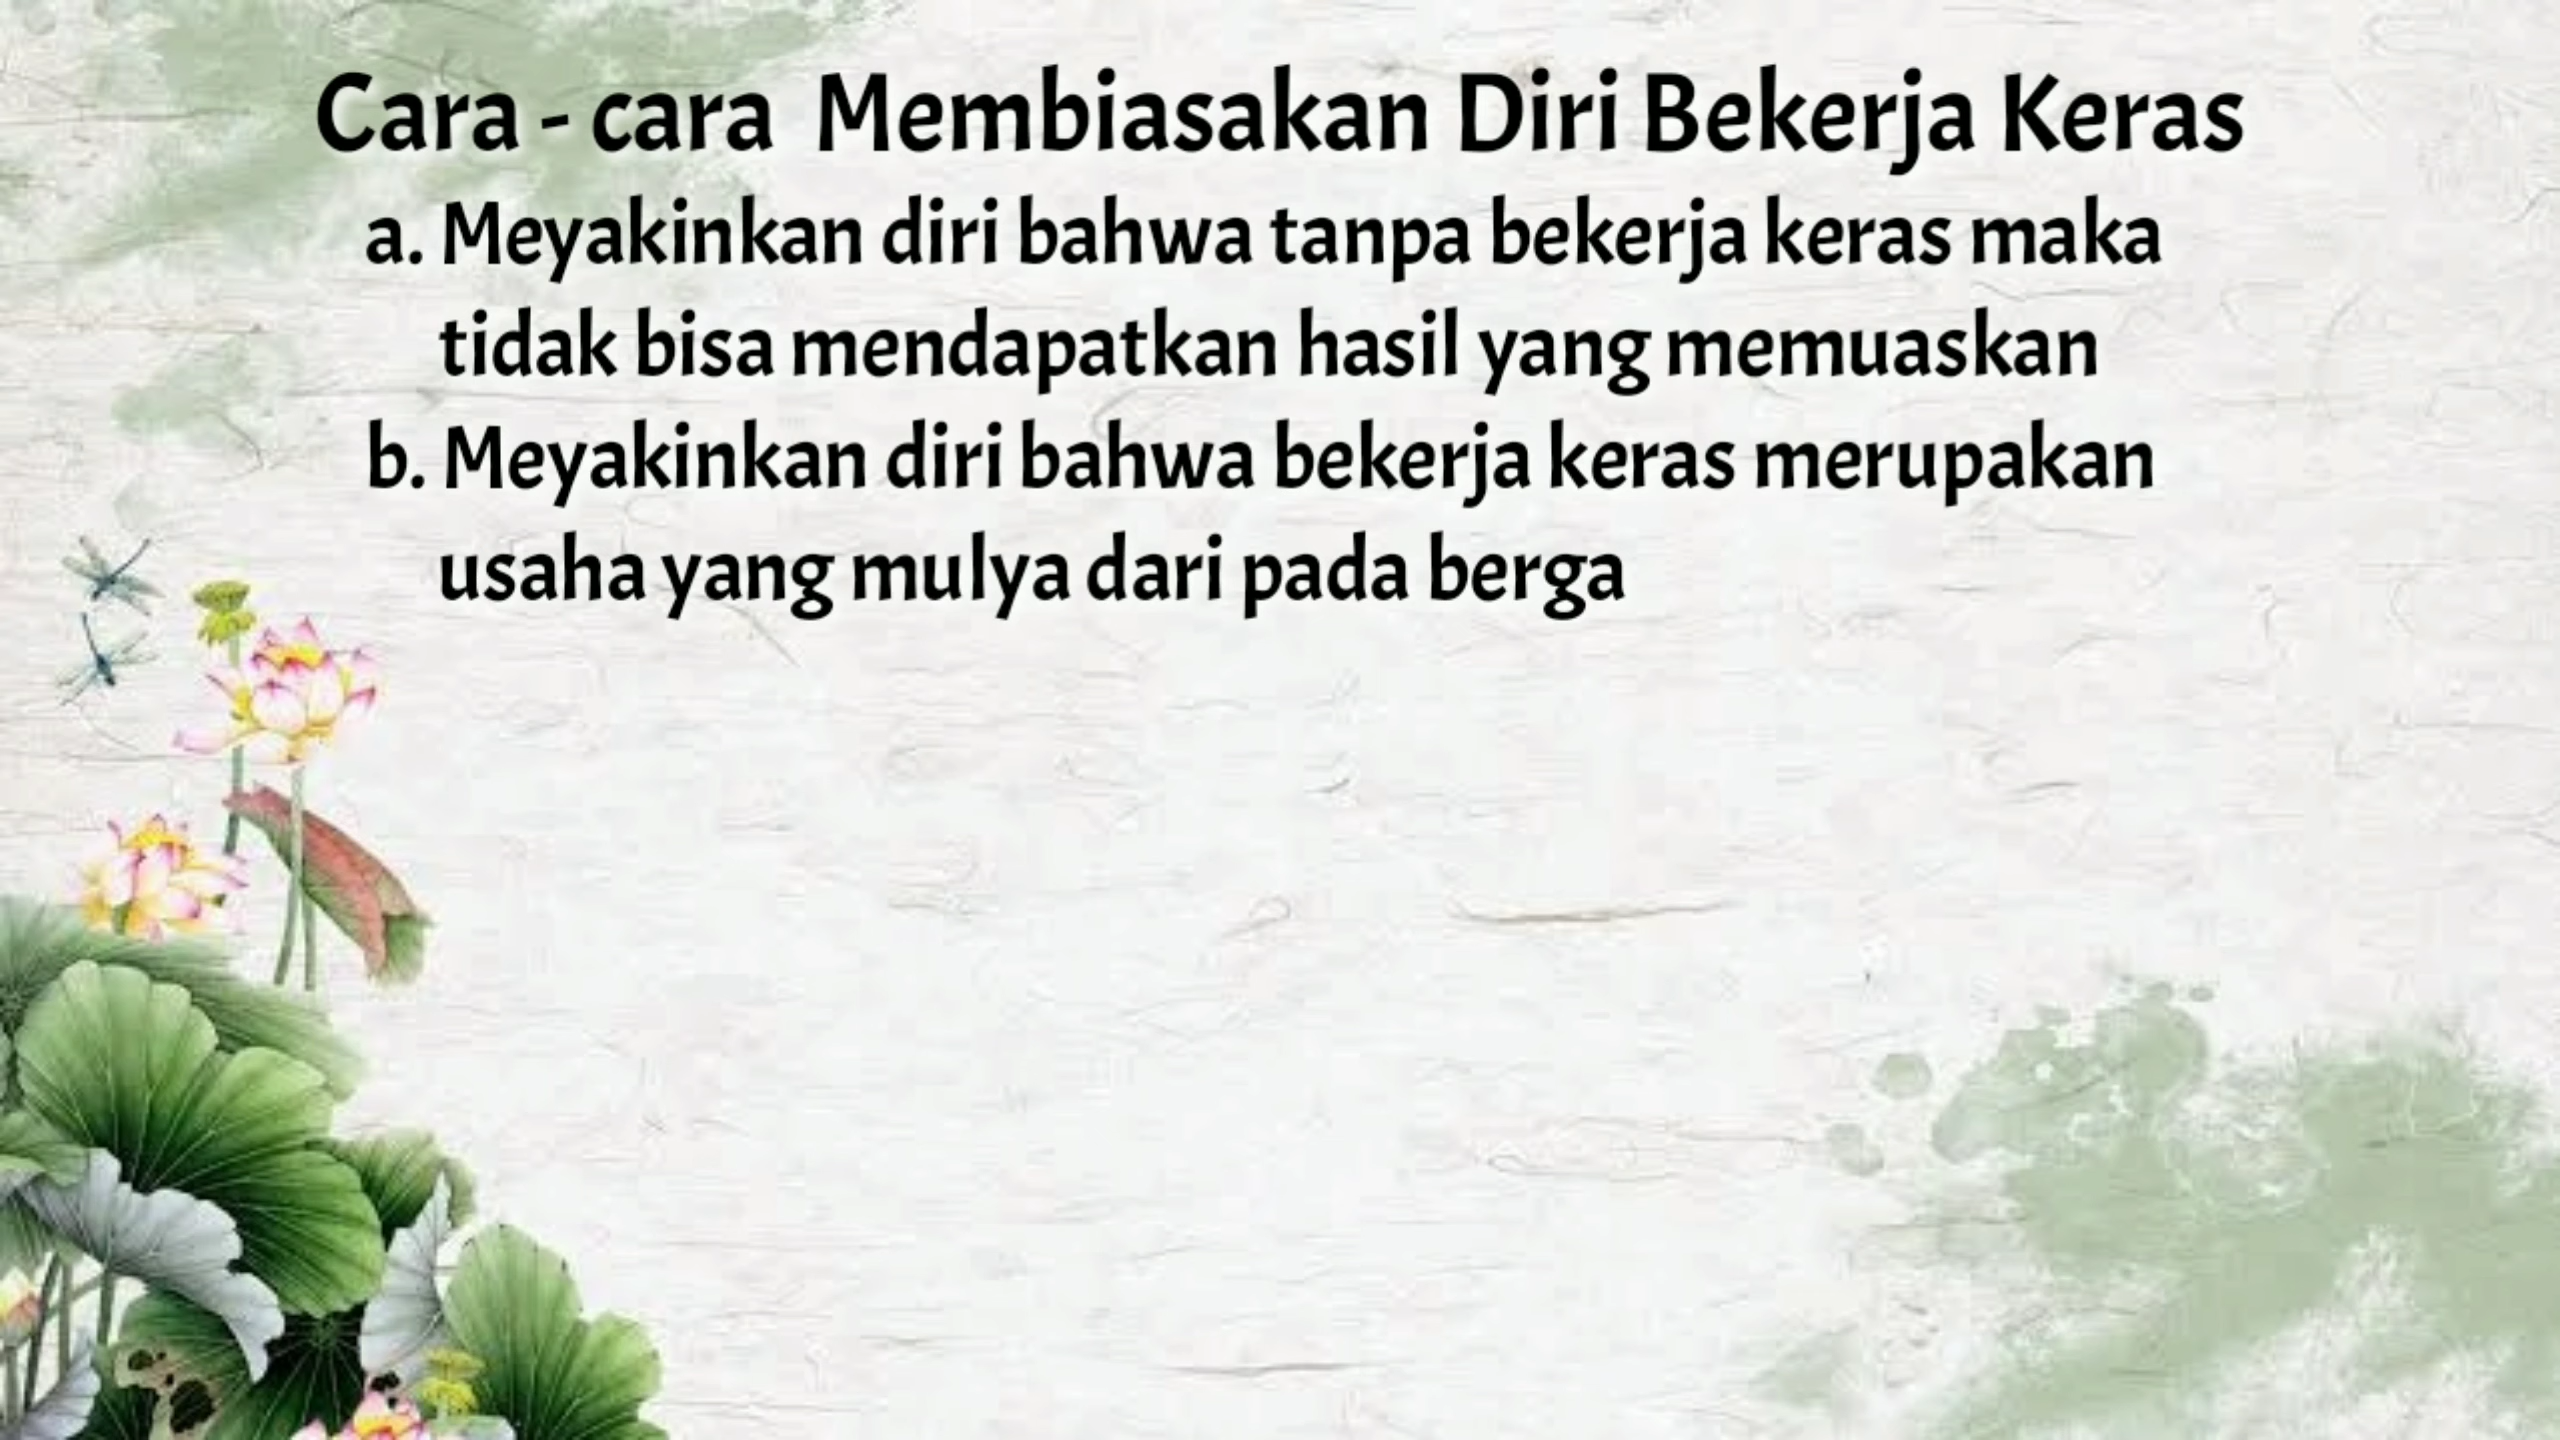 Cara - cara Membiasakan Diri Bekerja Keras
a. Meyakinkan diri bahwa tanpa bekerja keras maka
tidak bisa mendapatkan hasil yang memuaskan
b. Meyakinkan diri bahwa bekerja keras merupakan
usaha yang mulya dari pada berga